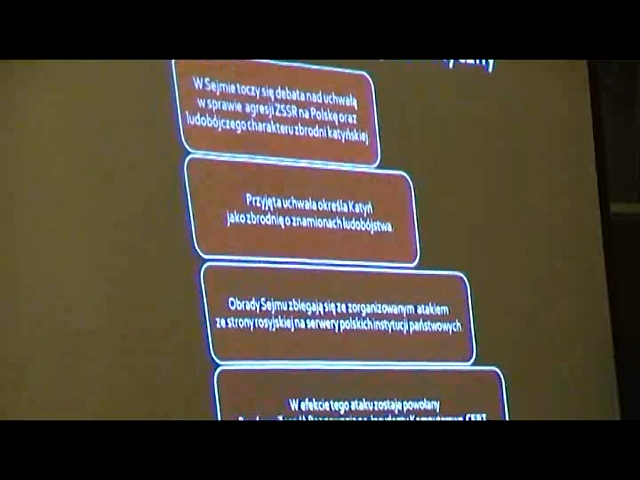 W Sejmie toczy się debata nad uchwałą
w sprawie agresji ZSSR na Polskę oraz
ludobójczego charakteru zbrodni katyńskiej
Przyjęta uchwała określa Katyń
jako zbrodnię o znamionach ludobójstwa
Obrady Sejmu zbiegają się ze zorganizowanym atakiem
ze strony rosyjskiej na serwery polskich instytucji państwowych
W efekcie tego ataku zostaje powołany
CERT